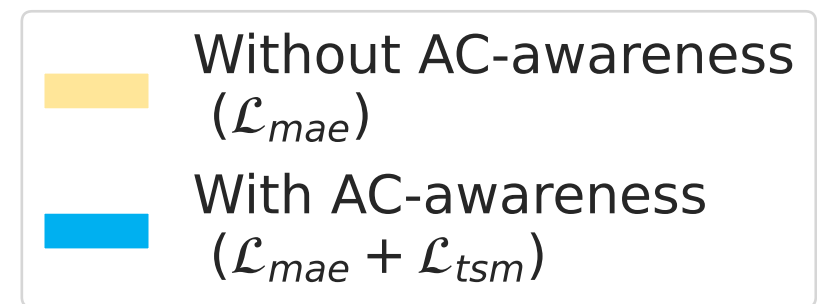 Without AC-awareness
(ℒ_mae)
With AC-awareness
(ℒ_mae + ℒ_tsm)